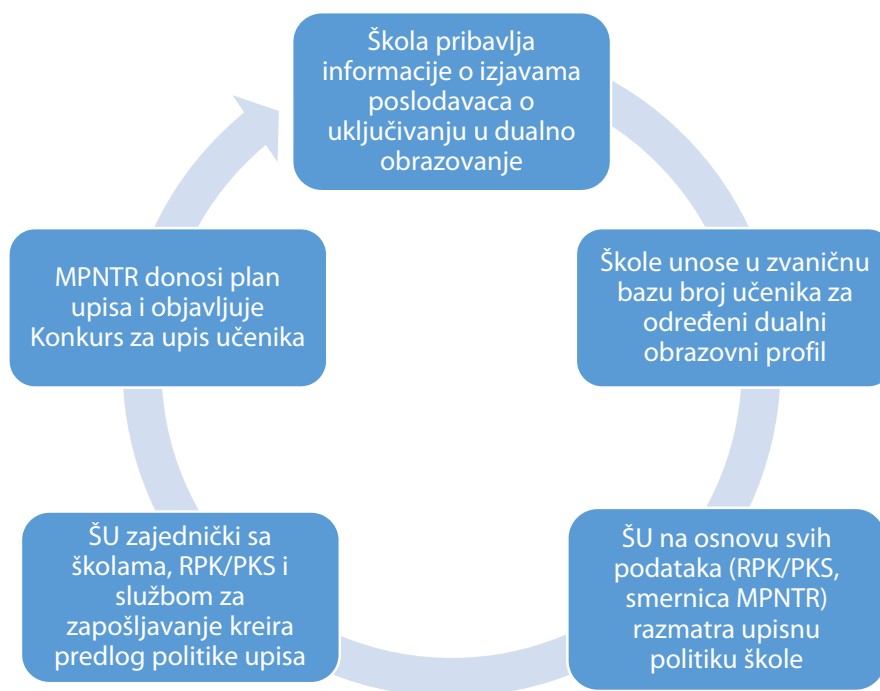 Škola pribavlja
informacije o izjavama
poslodavaca o
uključivanju u dualno
obrazovanje
Škole unose u zvaničnu
bazu broj učenika za
određeni dualni
obrazovni profil
ŠU na osnovu svih
podataka (RPK/PKS,
smernica MPNTR)
razmatra upisnu
politiku škole
ŠU zajednički sa
školama, RPK/PKS i
službom za
zapošljavanje kreira
predlog politike upisa
MPNTR donosi plan
upisa i objavljuje
Konkurs za upis učenika